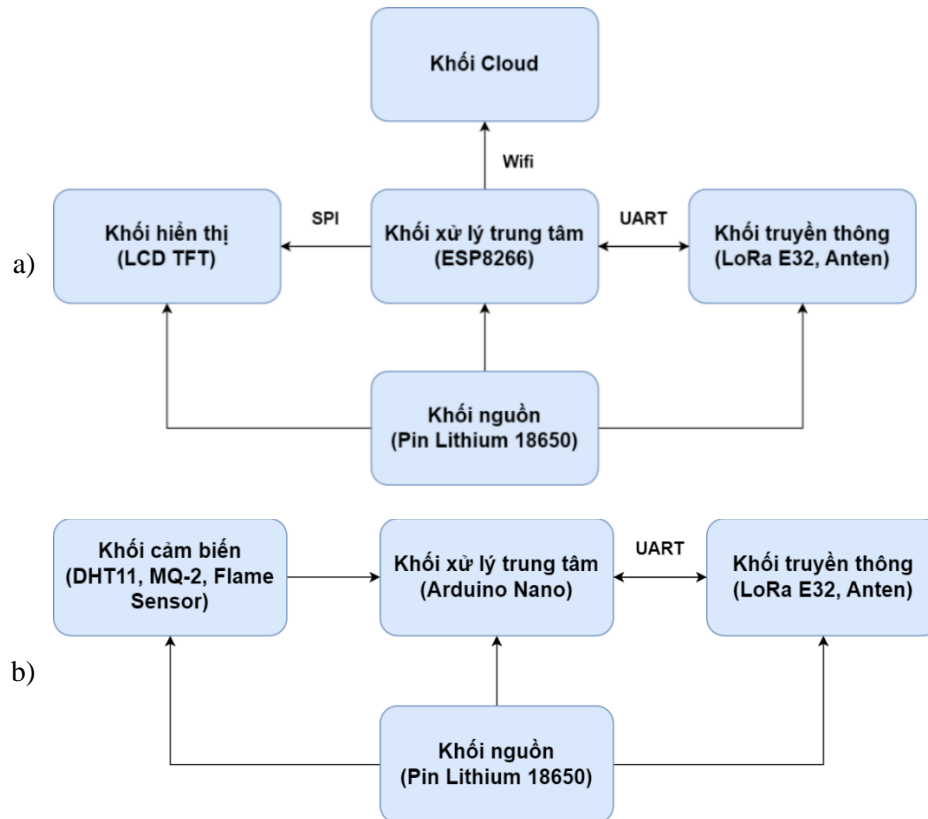 Khối Cloud
Wifi
Khối hiển thị
(LCD TFT)
SPI
Khối xử lý trung tâm
(ESP8266)
UART
Khối truyền thông
(LoRa E32, Anten)
a)
Khối nguồn
(Pin Lithium 18650)
Khối cảm biến
(DHT11, MQ-2, Flame
Sensor)
Khối xử lý trung tâm
(Arduino Nano)
UART
Khối truyền thông
(LoRa E32, Anten)
b)
Khối nguồn
(Pin Lithium 18650)